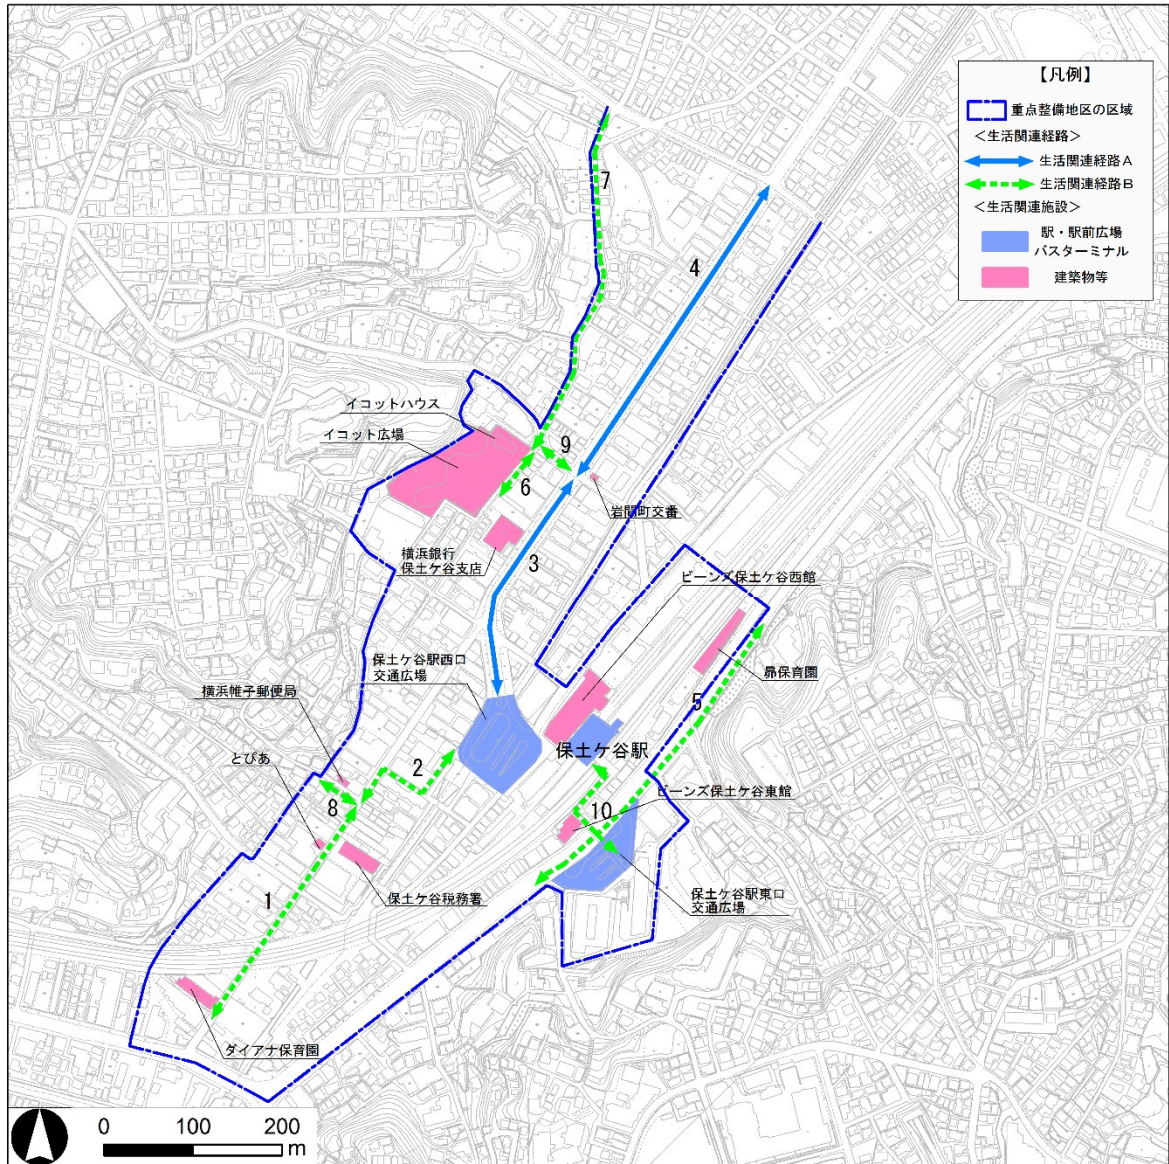 【凡例】
重点整備地区の区域
＜生活関連経路＞
生活関連経路Ａ
生活関連経路Ｂ
＜生活関連施設＞
駅・駅前広場
バスターミナル
建築物等
7
4
イコットハウス
イコット広場
9
6
岩間町交番
横浜銀行
保土ケ谷支店
3
ビーンズ保土ケ谷西館
保土ケ谷駅西口
交通広場
昴保育園
横浜帷子郵便局
5
保土ケ谷駅
とぴあ
2
ビーンズ保土ケ谷東館
8
10
保土ケ谷税務署
保土ケ谷駅東口
交通広場
1
ダイアナ保育園
0 100 200
m